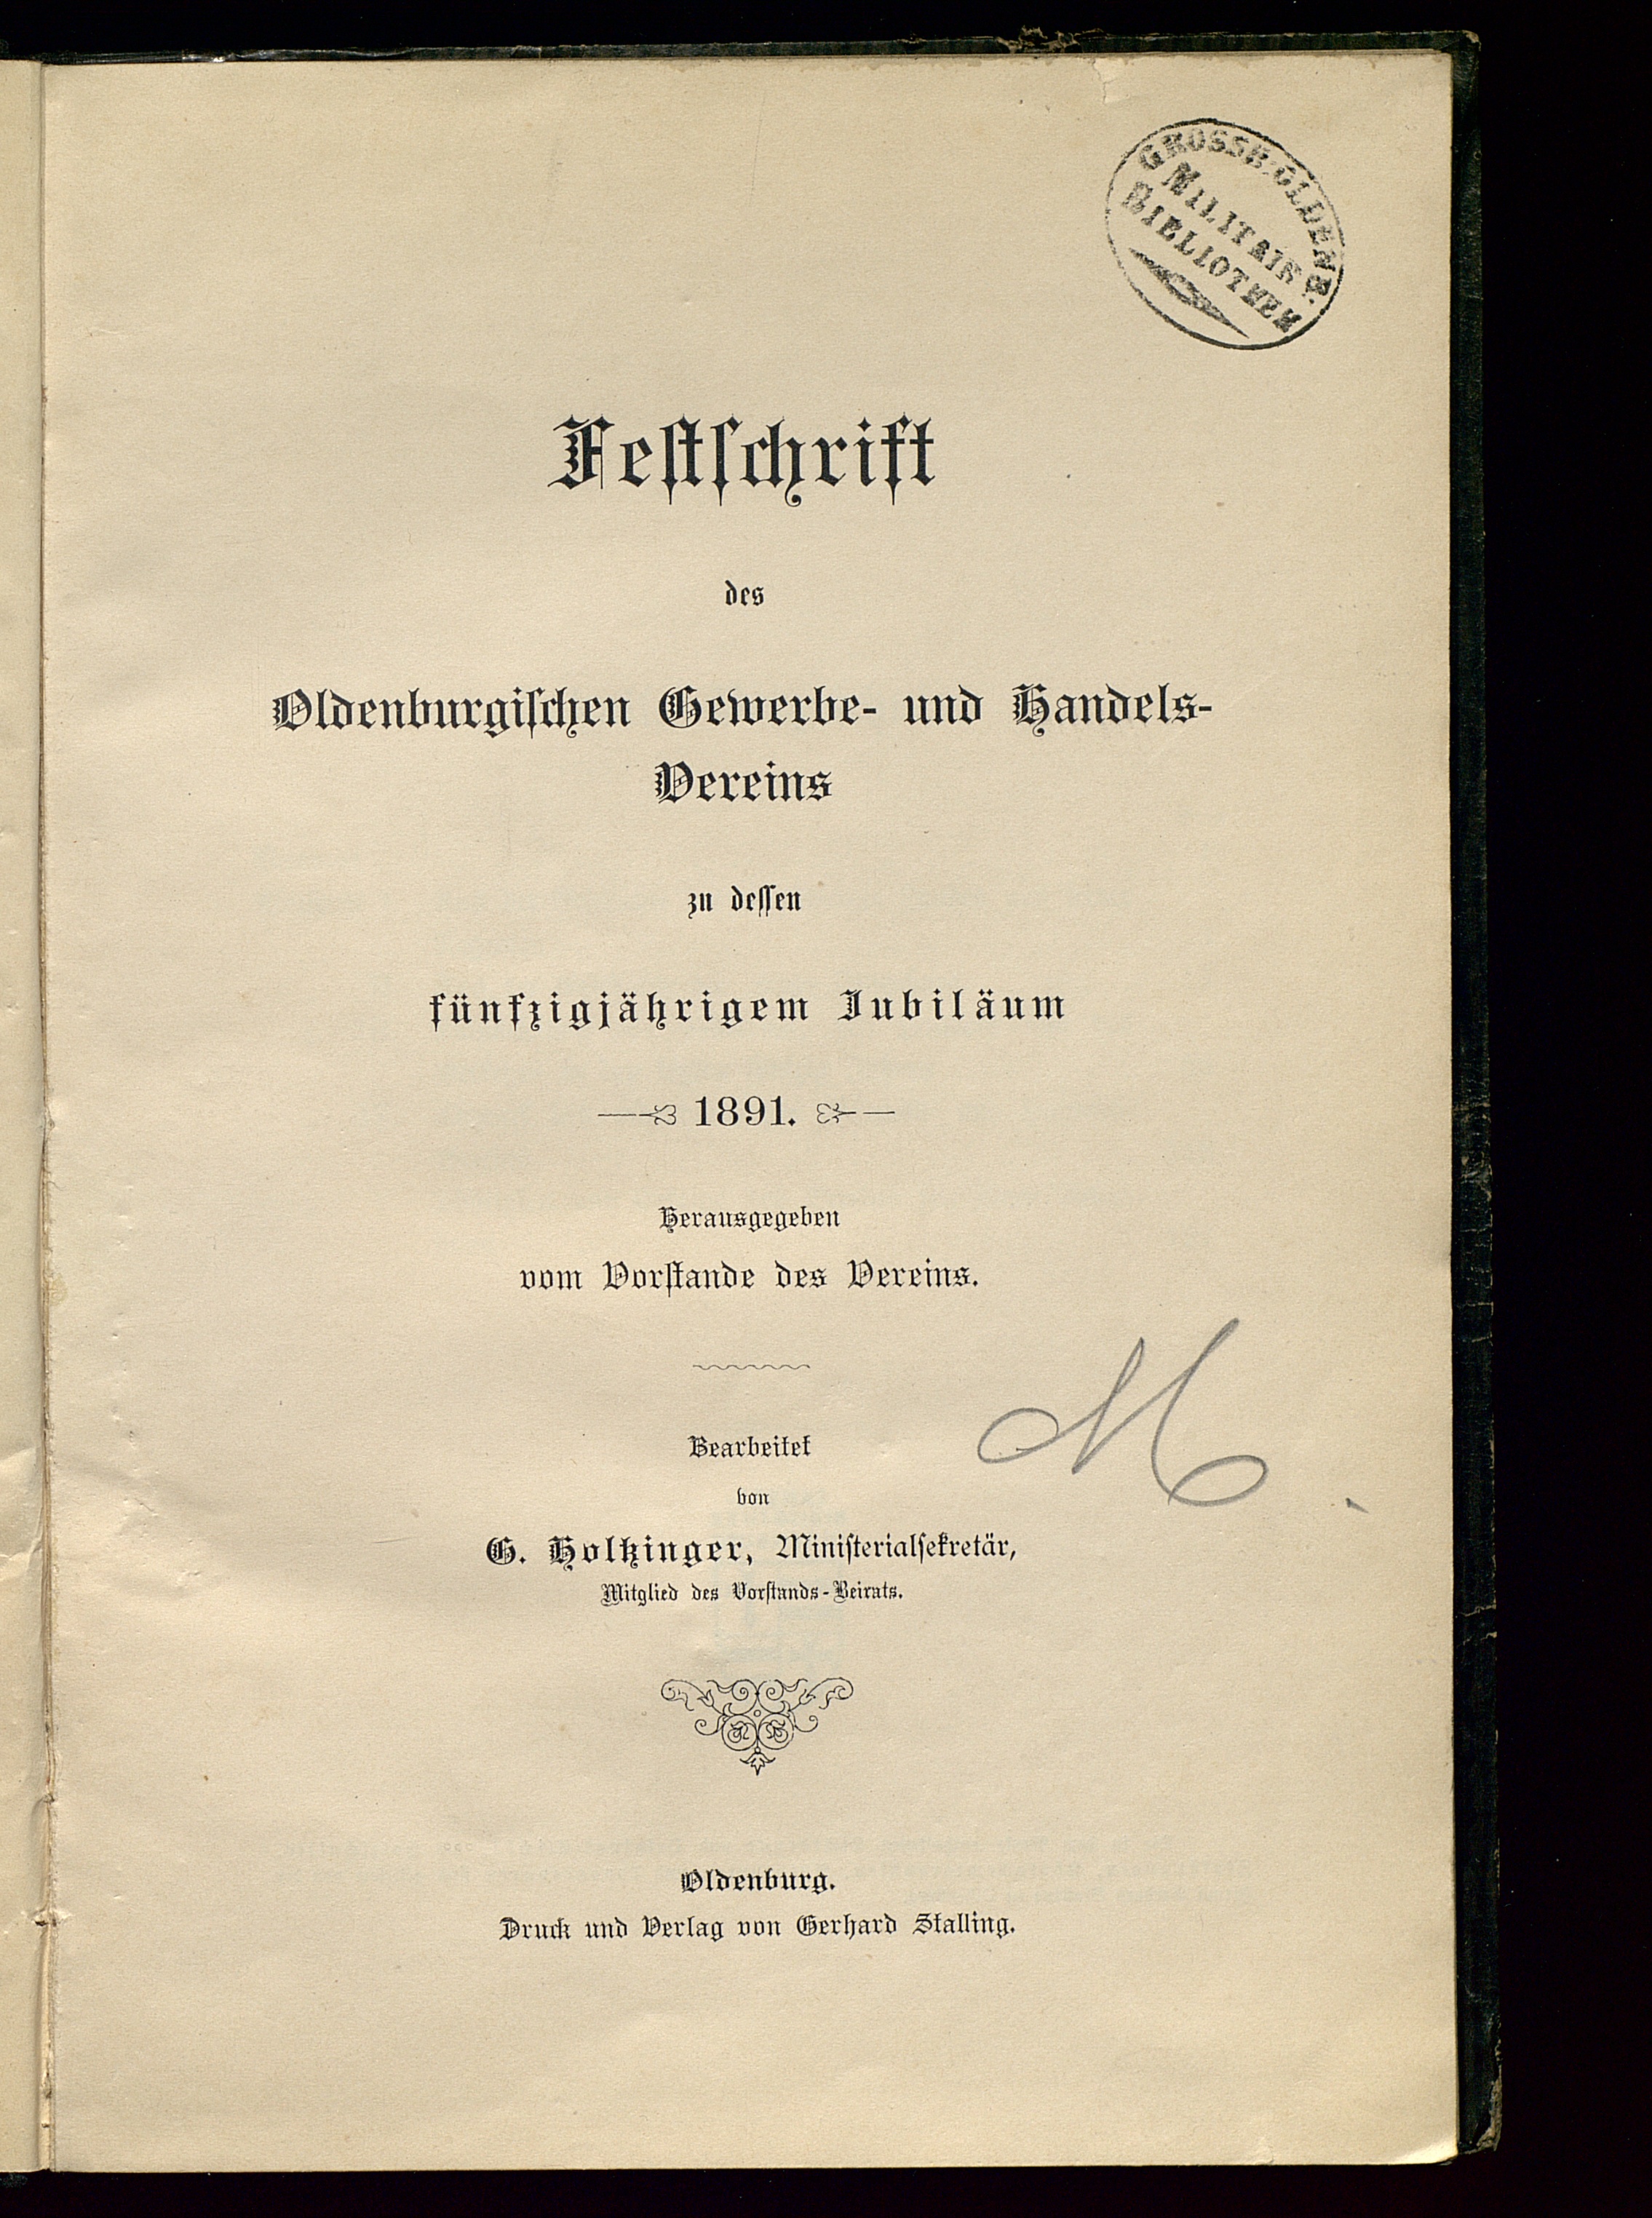 GROSSH: OLDENB.
MILITAIR
BIBLIOTHEK
Festschrift
des
Oldenburgischen Gewerbe- und Handels-
Vereins
zu dessen
fünfzigjährigem Jubiläum
1891.
Herausgegeben
vom Vorstande des Vereins.
M.
Bearbeitet
von
G. Holtzinger, Ministerialsekretär,
Mitglied des Vorstands-Beirats.
Oldenburg.
Druck und Verlag von Gerhard Stalling.